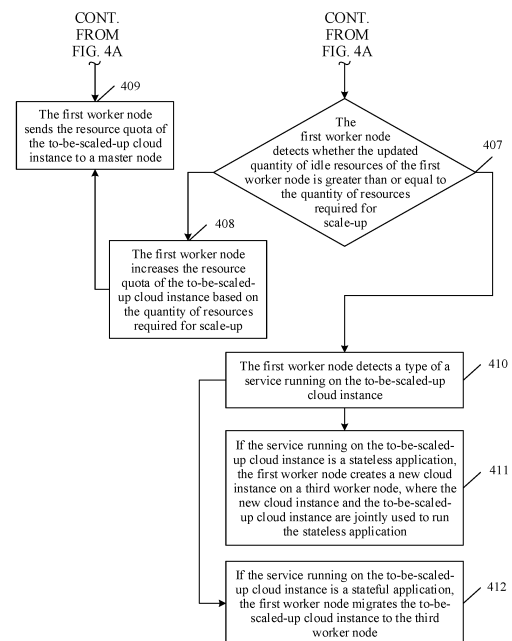 CONT.
FROM
FIG. 4A
CONT.
FROM
FIG. 4A
409
The first worker node
sends the resource quota of
the to-be-scaled-up cloud
instance to a master node
The
first worker node
detects whether the updated
quantity of idle resources of the first
worker node is greater than or equal to
the quantity of resources
required for
scale-up
407
408
The first worker node
increases the resource
quota of the to-be-scaled-
up cloud instance based on
the quantity of resources
required for scale-up
The first worker node detects a type of a
service running on the to-be-scaled-up
cloud instance
410
If the service running on the to-be-scaled-
up cloud instance is a stateless application,
the first worker node creates a new cloud
instance on a third worker node, where the
new cloud instance and the to-be-scaled-
up cloud instance are jointly used to run
the stateless application
411
If the service running on the to-be-scaled-
up cloud instance is a stateful application,
the first worker node migrates the to-be-
scaled-up cloud instance to the third
worker node
412